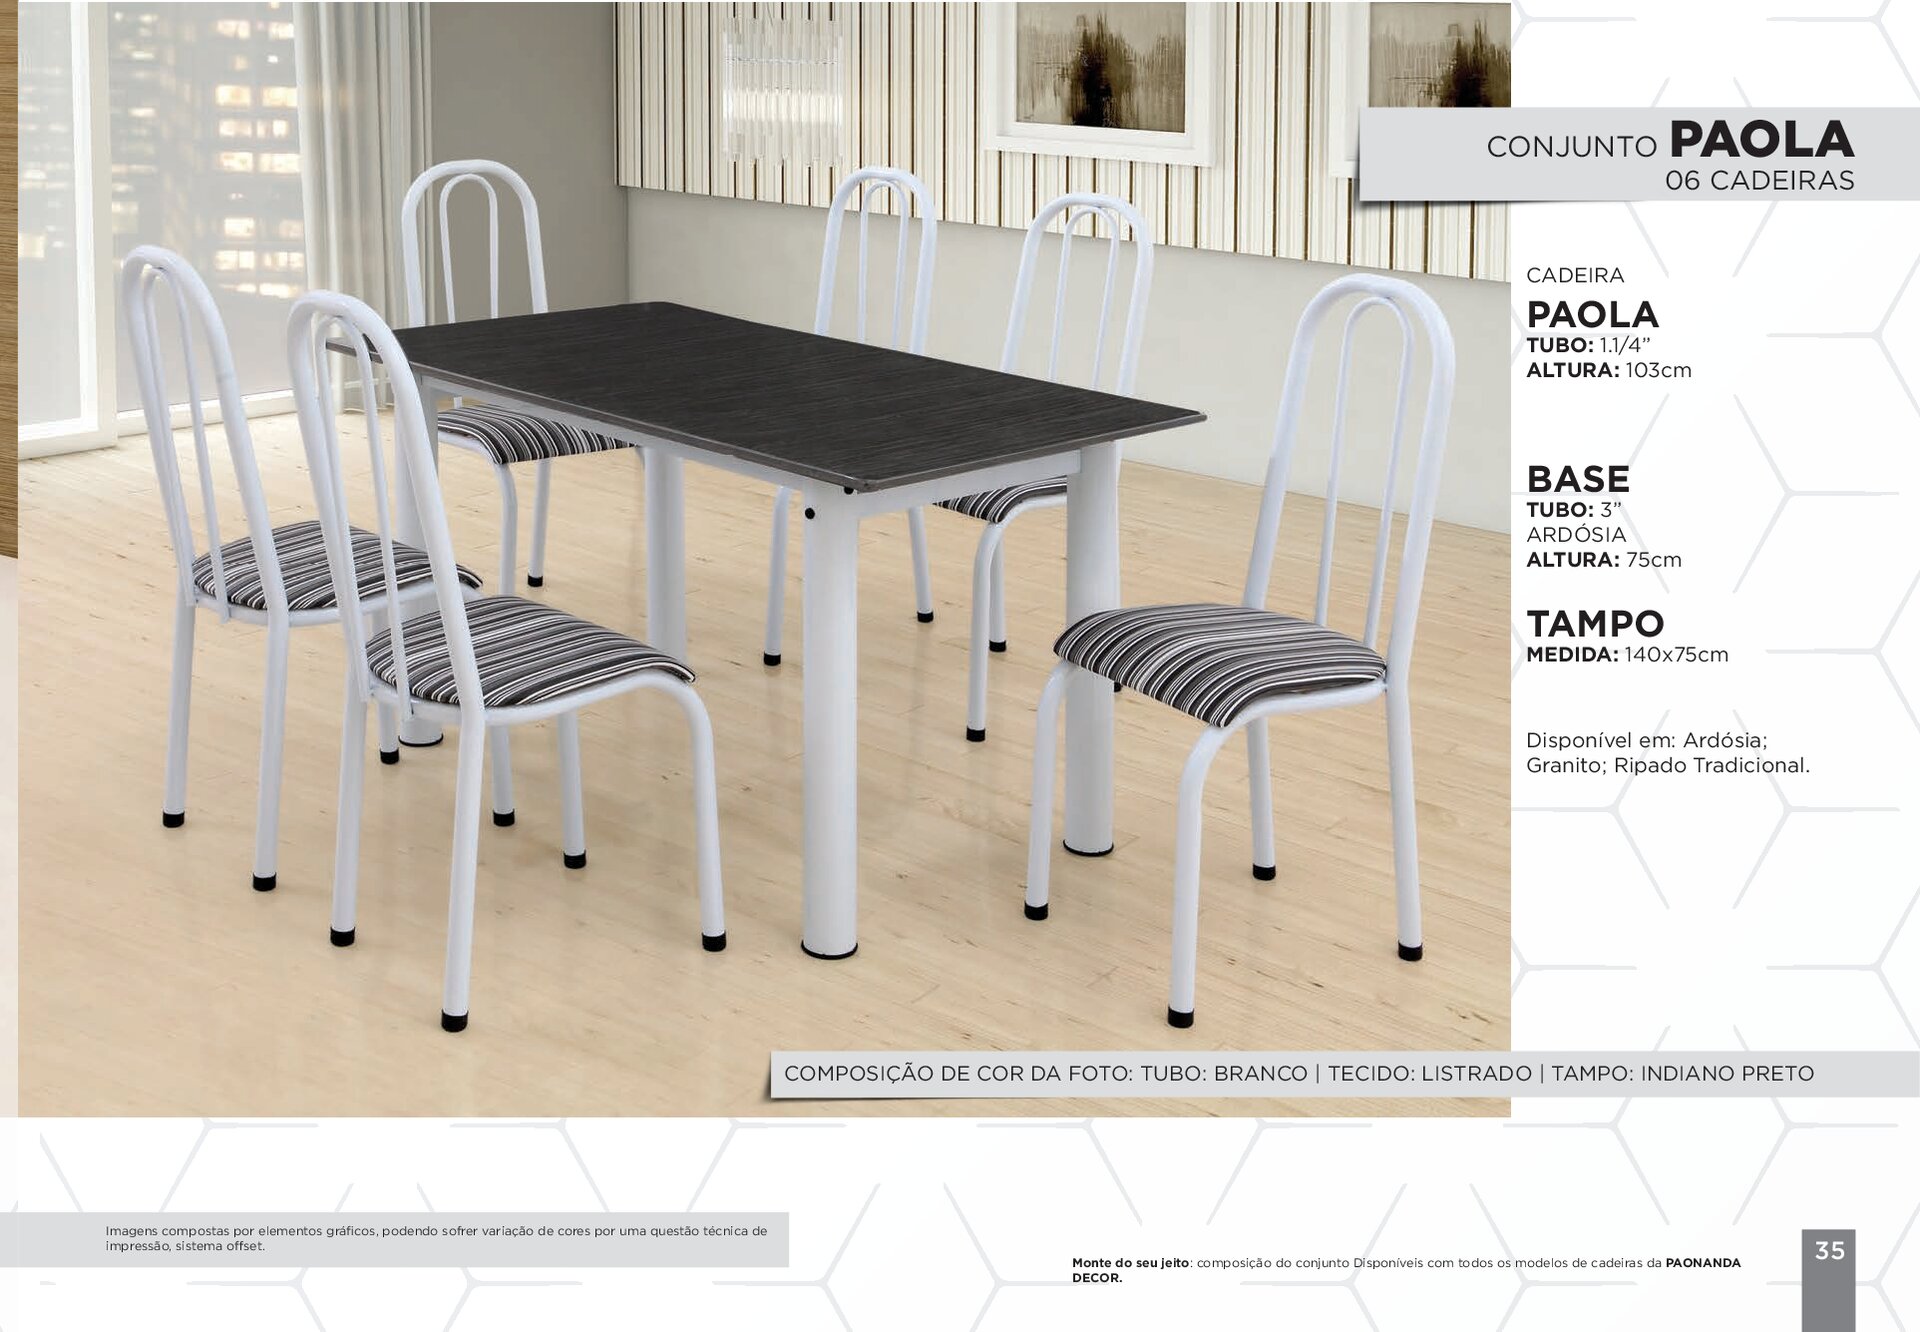 CONJUNTO PAOLA
06 CADEIRAS
CADEIRA
PAOLA
TUBO: 1.1/4”
ALTURA: 103cm
BASE
TUBO: 3”
ARDÓSIA
ALTURA: 75cm
TAMPO
MEDIDA: 140x75cm
Disponível em: Ardósia;
Granito; Ripado Tradicional.
COMPOSIÇÃO DE COR DA FOTO: TUBO: BRANCO | TECIDO: LISTRADO | TAMPO: INDIANO PRETO
Imagens compostas por elementos gráficos, podendo sofrer variação de cores por uma questão técnica de
impressão, sistema offset.
Monte do seu jeito: composição do conjunto Disponíveis com todos os modelos de cadeiras da PAONANDA
DECOR.
35